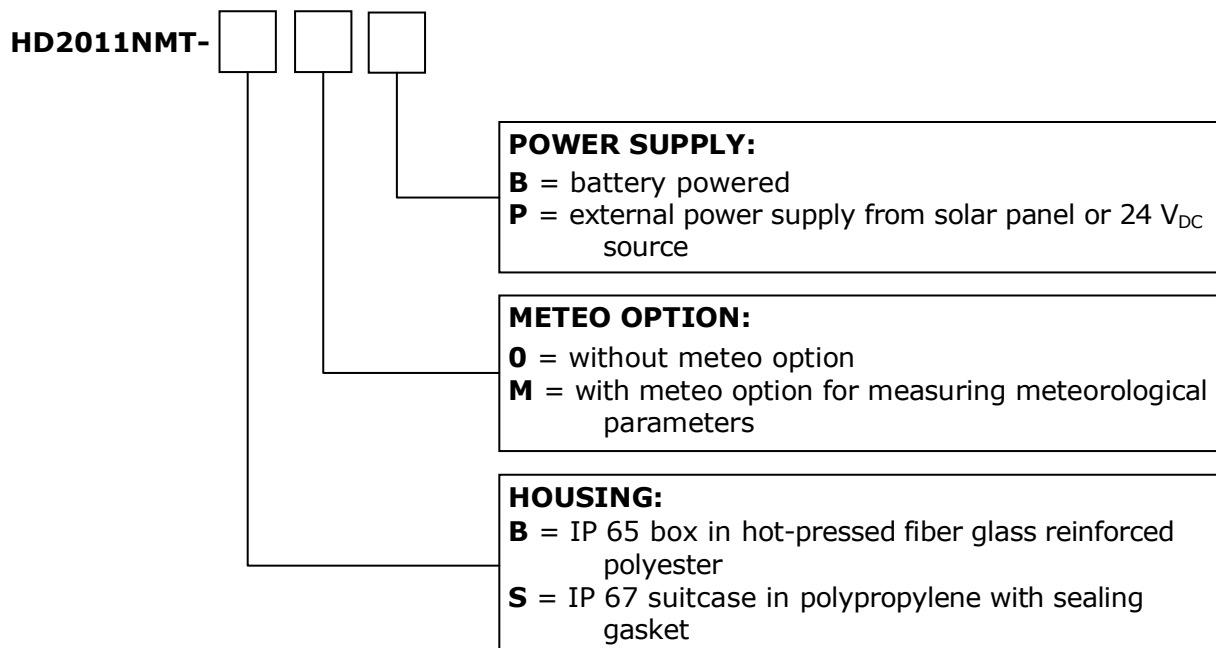 HD2011NMT-
POWER SUPPLY:
B = battery powered
P = external power supply from solar panel or 24 VDC
source
METEO OPTION:
0 = without meteo option
M = with meteo option for measuring meteorological
parameters
HOUSING:
B = IP 65 box in hot-pressed fiber glass reinforced
polyester
S = IP 67 suitcase in polypropylene with sealing
gasket